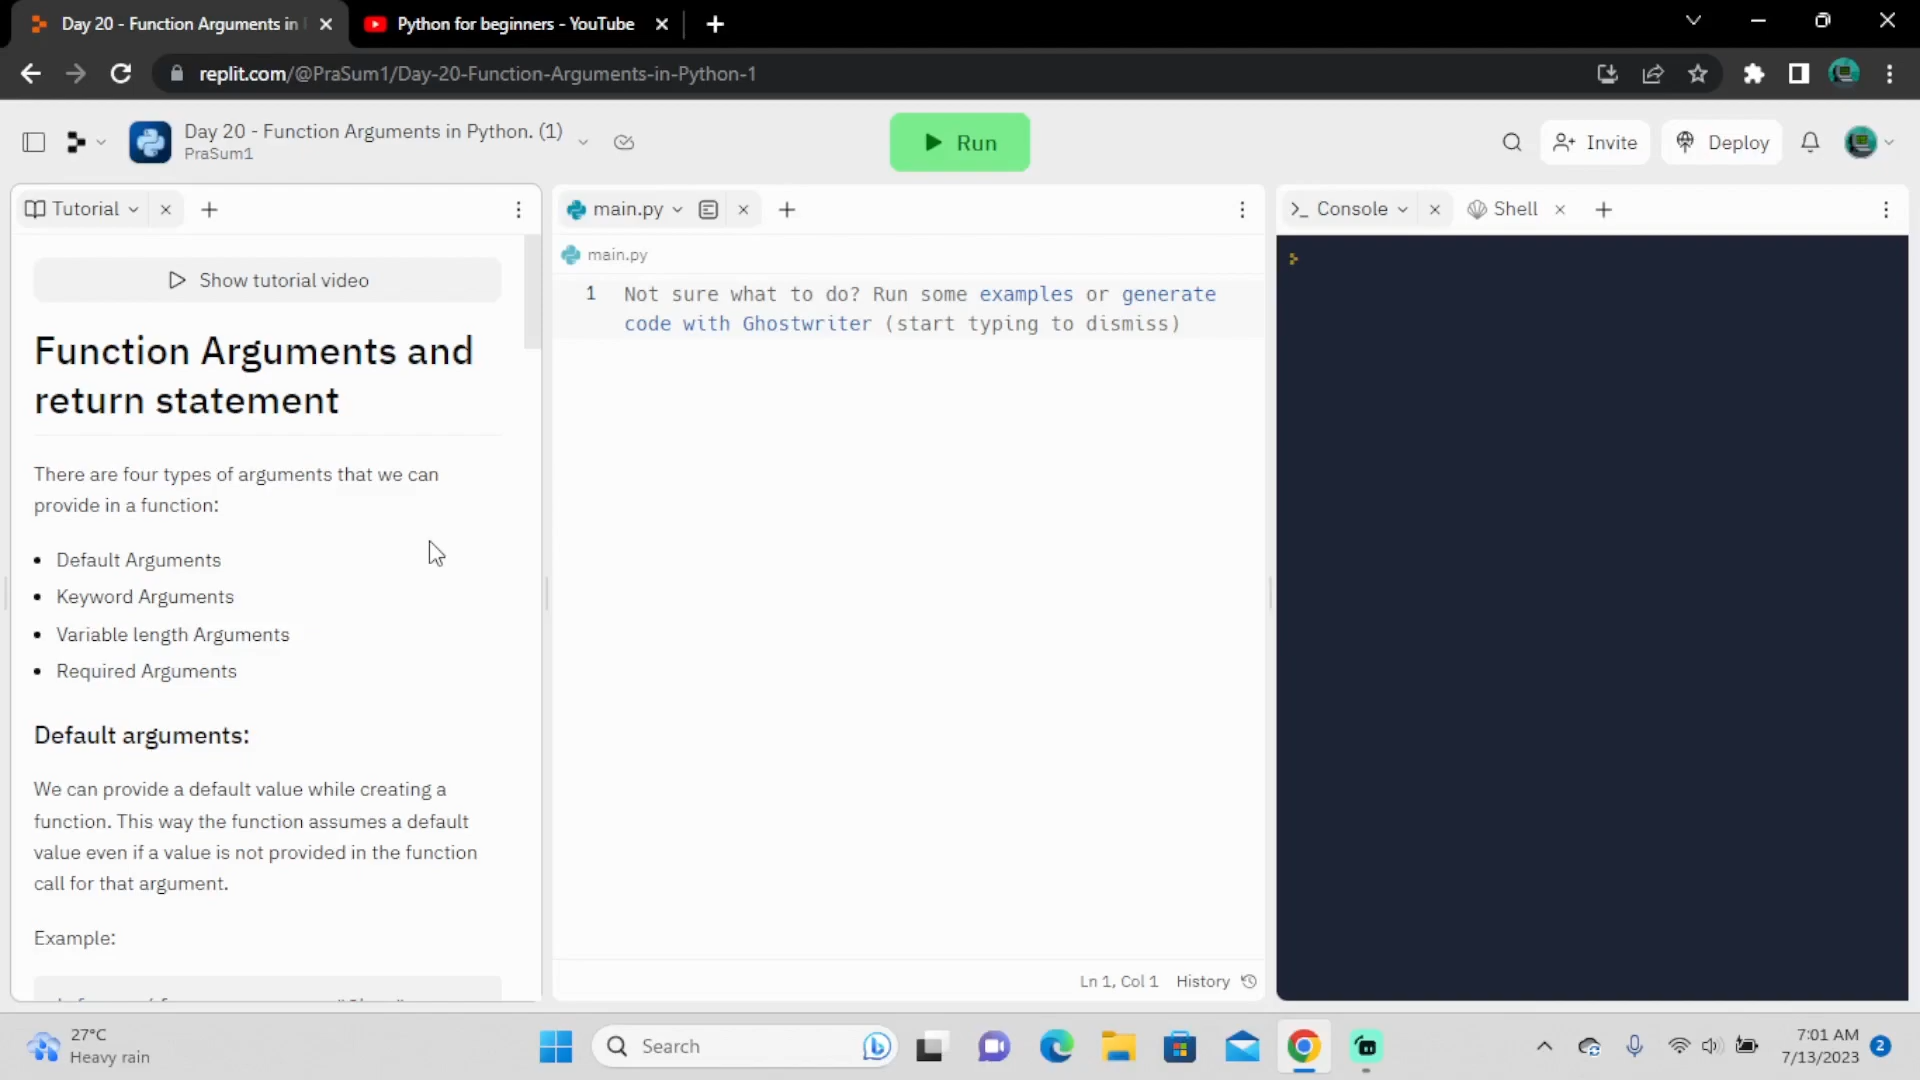 Day 20 - Function Arguments in
Python for beginners - YouTube
replit.com/@PraSum1/Day-20-Function-Arguments-in-Python-1
Day 20 - Function Arguments in Python. (1)
PraSum1
Run
Invite
Deploy
Tutorial
main.py
Console
Shell
Show tutorial video
Function Arguments and
return statement
There are four types of arguments that we can
provide in a function:
• Default Arguments
• Keyword Arguments
• Variable length Arguments
• Required Arguments
Default arguments:
We can provide a default value while creating a
function. This way the function assumes a default
value even if a value is not provided in the function
call for that argument.
Example:
main.py
1 Not sure what to do? Run some examples or generate
code with Ghostwriter (start typing to dismiss)
Ln 1, Col 1 History
27°C
Heavy rain
Search
7:01 AM
7/13/2023
2